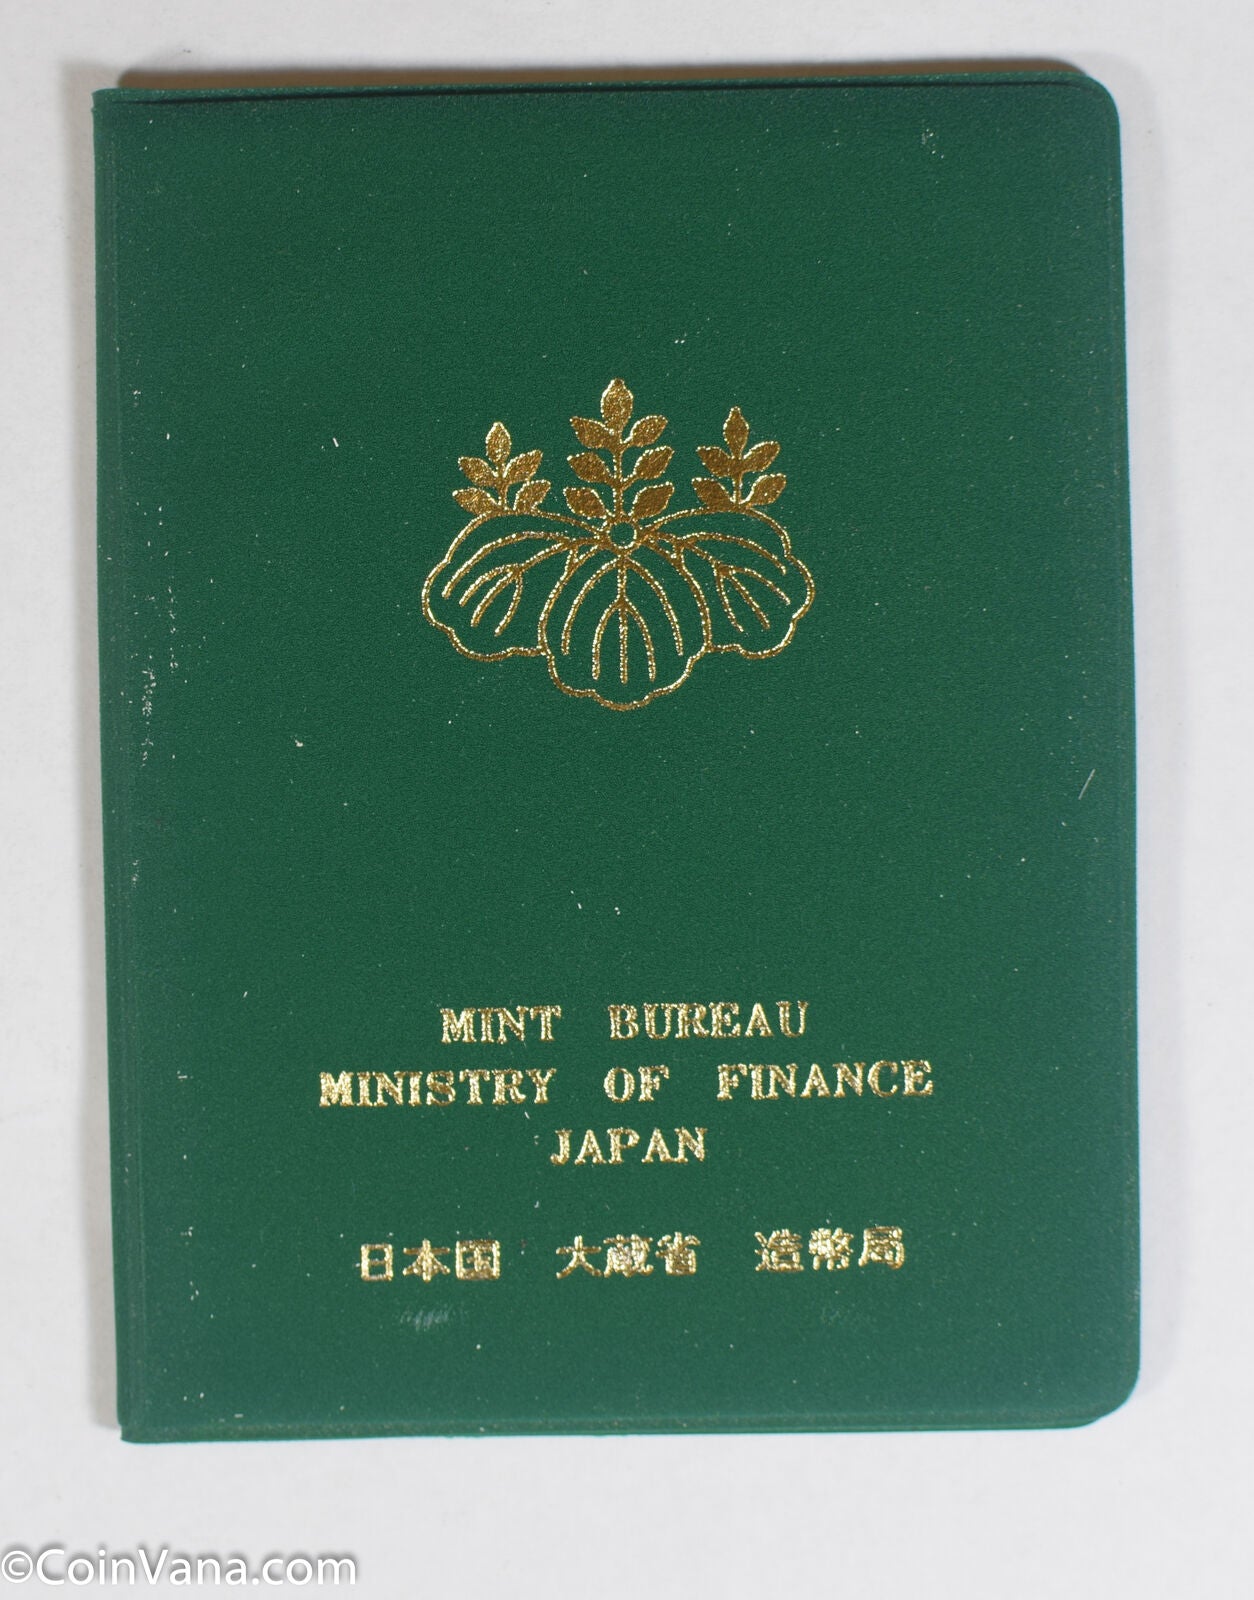 MINT BUREAU
MINISTRY OF FINANCE
JAPAN
日本国 大蔵省 造幣局
©CoinVana.com